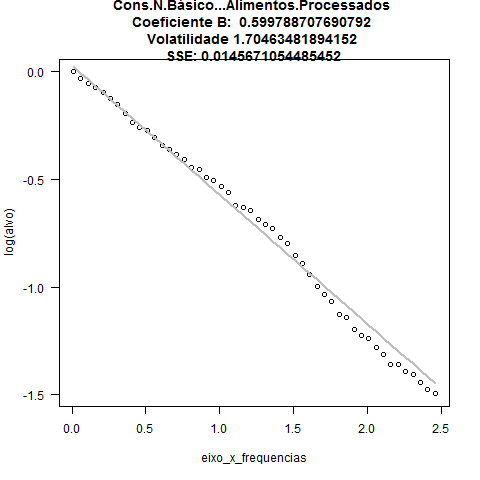 Cons.N.Básico...Alimentos.Processados
Coeficiente B:  0.599788707690792
Volatilidade 1.70463481894152
SSE: 0.0145671054485452
0.0
-0.5
-1.0
-1.5
log(alvo)
0.0 0.5 1.0 1.5 2.0 2.5
eixo_x_frequencias